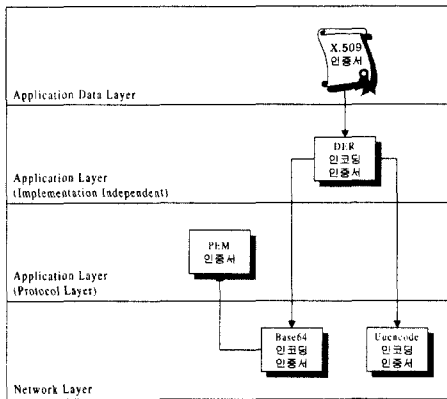 X.509
인증서
Application Data Layer
DER
인코딩
인증서
Application Layer
(Implementation Independent)
PEM
인증서
Application Layer
(Protocol Layer)
Base64
인코딩
인증서
Uuencode
인코딩
인증서
Network Layer